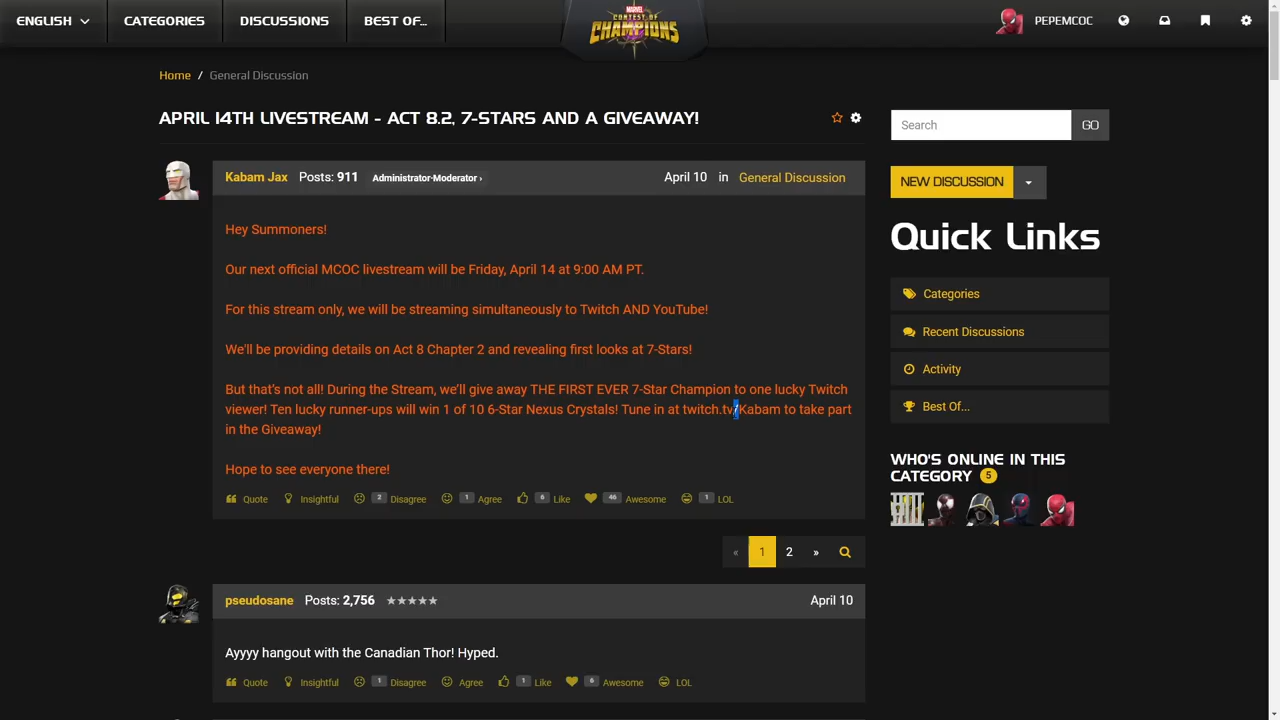 ENGLISH CATEGORIES DISCUSSIONS BEST OF... MARVEL CONTEST OF CHAMPIONS PEPEMCOC
Home / General Discussion
APRIL 14TH LIVESTREAM - ACT 8.2, 7-STARS AND A GIVEAWAY!
Search GO
Kabam Jax Posts: 911 Administrator-Moderator › April 10 in General Discussion
NEW DISCUSSION
Hey Summoners!
Quick Links
Our next official MCOC livestream will be Friday, April 14 at 9:00 AM PT.
Categories
For this stream only, we will be streaming simultaneously to Twitch AND YouTube!
Recent Discussions
We'll be providing details on Act 8 Chapter 2 and revealing first looks at 7-Stars!
Activity
But that's not all! During the Stream, we'll give away THE FIRST EVER 7-Star Champion to one lucky Twitch
viewer! Ten lucky runner-ups will win 1 of 10 6-Star Nexus Crystals! Tune in at twitch.tv/Kabam to take part
in the Giveaway!
Best Of...
Hope to see everyone there!
WHO'S ONLINE IN THIS
CATEGORY 5
Quote Insightful 2 Disagree 1 Agree 6 Like 46 Awesome 1 LOL
« 1 2 »
pseudosane Posts: 2,756 ★★★★★ April 10
Ayyyy hangout with the Canadian Thor! Hyped.
Quote Insightful 1 Disagree Agree 1 Like 6 Awesome LOL